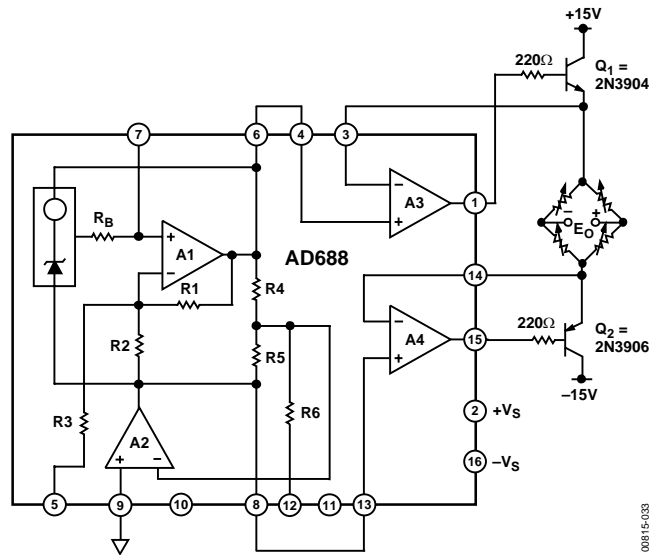 +15V
220Ω
Q1 =
2N3904
7
6
4
3
RB
A1
+
–
R1
A3
–
+
1
AD688
R4
– EO +
R2
R5
A4
–
+
14
15
220Ω
Q2 =
2N3906
–15V
R3
A2
+ –
R6
2 +VS
16 –VS
5
9
10
8
12
11
13
00815-033